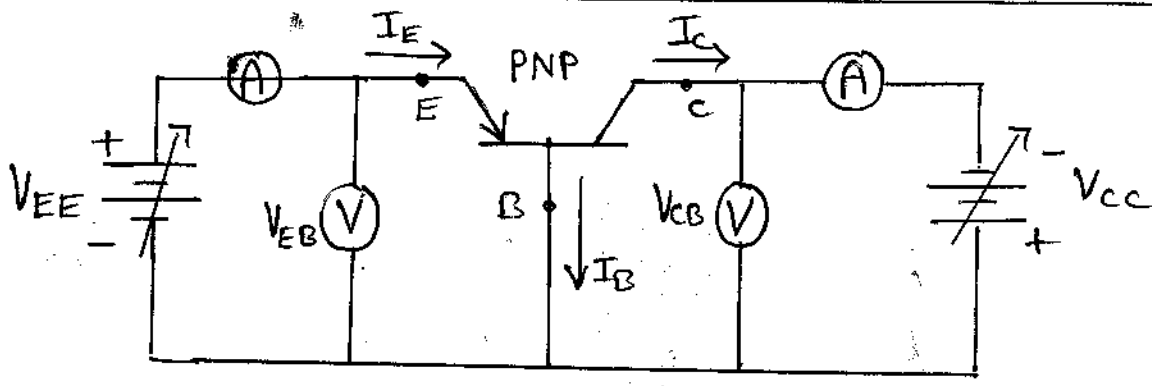 I_E
PNP
I_C
A
E
C
A
+
V_EE
-
V_EB
V
B
I_B
V_CB
V
-
V_CC
+